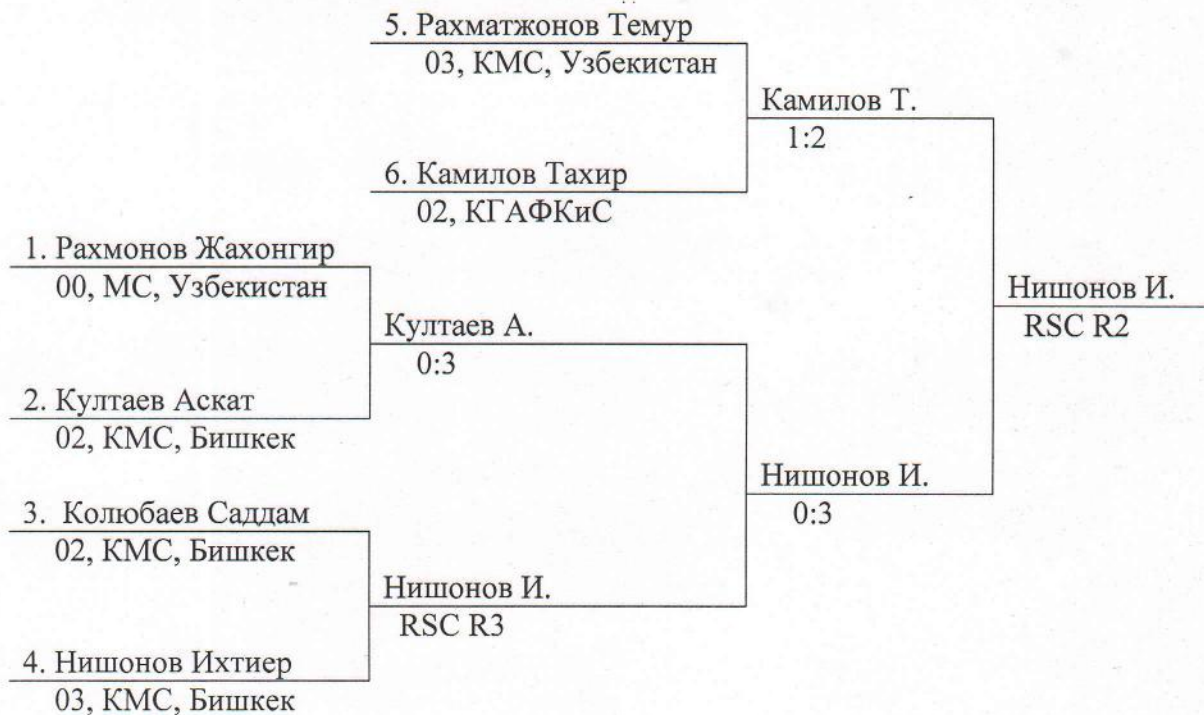 5. Рахматжонов Темур
03, КМС, Узбекистан
Камилов Т.
1:2
6. Камилов Тахир
02, КГАФКиС
1. Рахмонов Жахонгир
00, МС, Узбекистан
Нишонов И.
RSC R2
Култаев А.
0:3
2. Култаев Аскат
02, КМС, Бишкек
Нишонов И.
0:3
3. Колюбаев Саддам
02, КМС, Бишкек
Нишонов И.
RSC R3
4. Нишонов Ихтиер
03, КМС, Бишкек